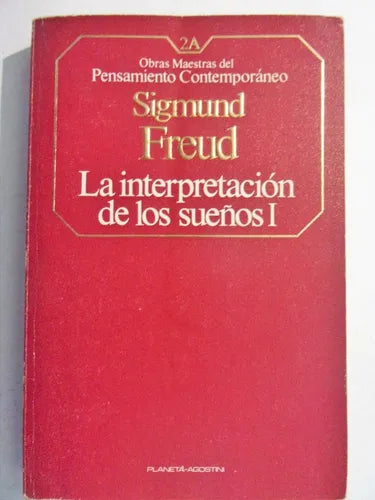 2A
Obras Maestras del
Pensamiento Contemporáneo
Sigmund
Freud
La interpretación
de los sueños I
PLANETA-AGOSTINI